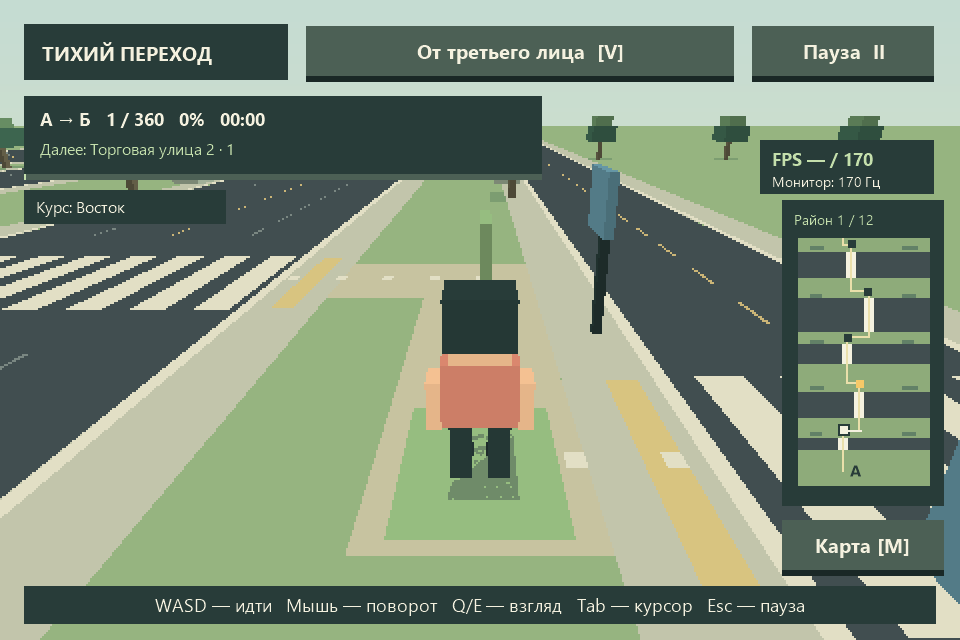 ТИХИЙ ПЕРЕХОД
От третьего лица [V]
Пауза II
А → Б 1 / 360 0% 00:00
Далее: Торговая улица 2 · 1
Курс: Восток
FPS — / 170
Монитор: 170 Гц
Район 1 / 12
А
Карта [M]
WASD — идти Мышь — поворот Q/E — взгляд Tab — курсор Esc — пауза